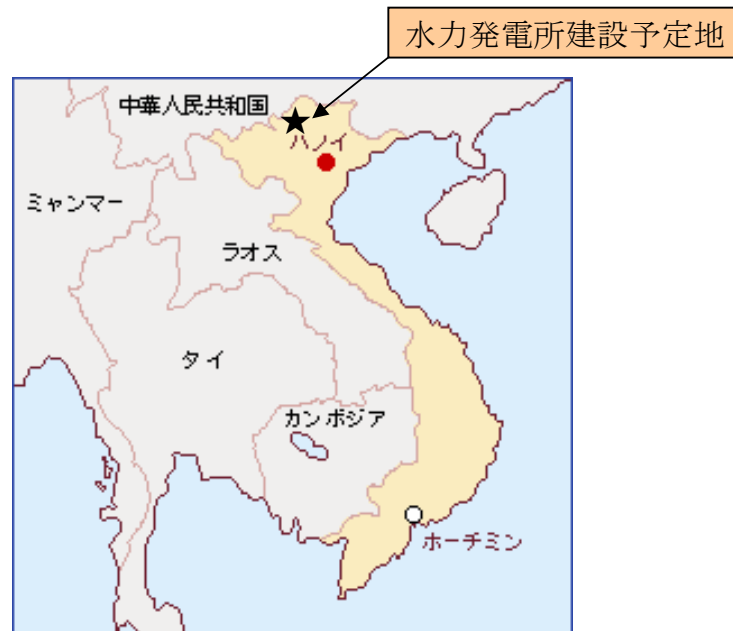 水力発電所建設予定地
中華人民共和国
ハノイ
ミャンマー
ラオス
タイ
カンボジア
ホーチミン